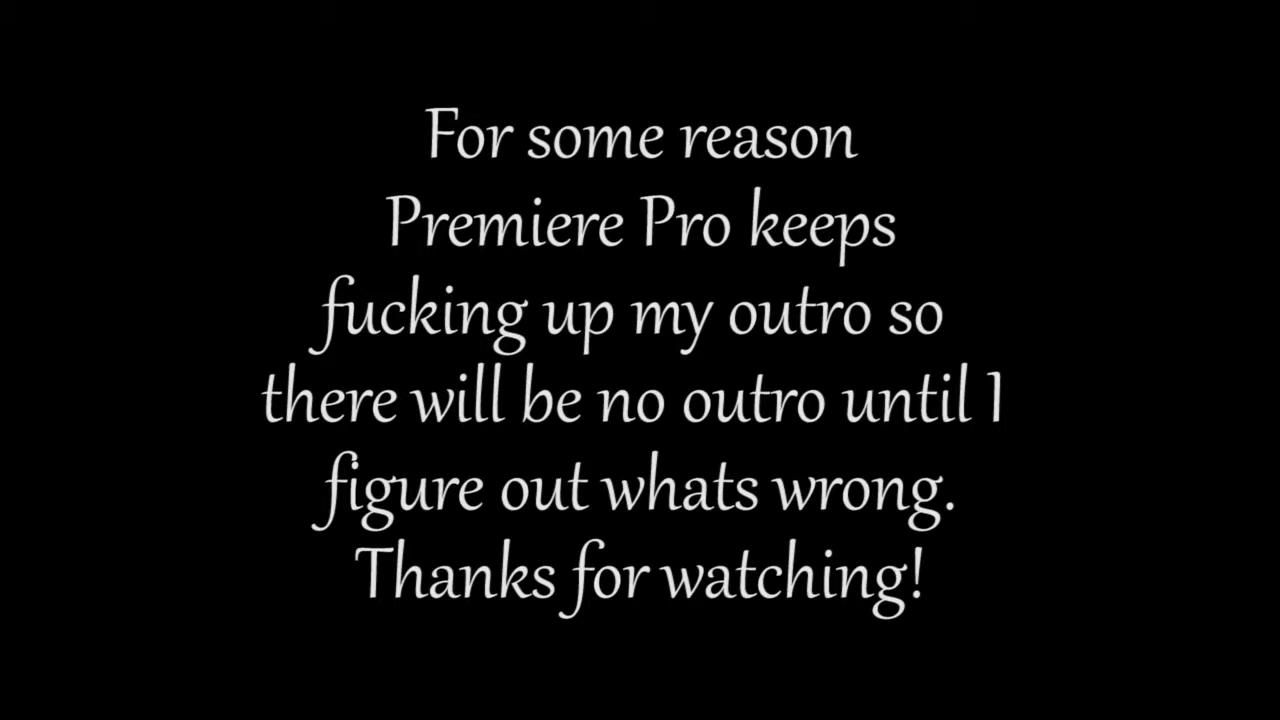 For some reason
Premiere Pro keeps
fucking up my outro so
there will be no outro until I
figure out whats wrong.
Thanks for watching!